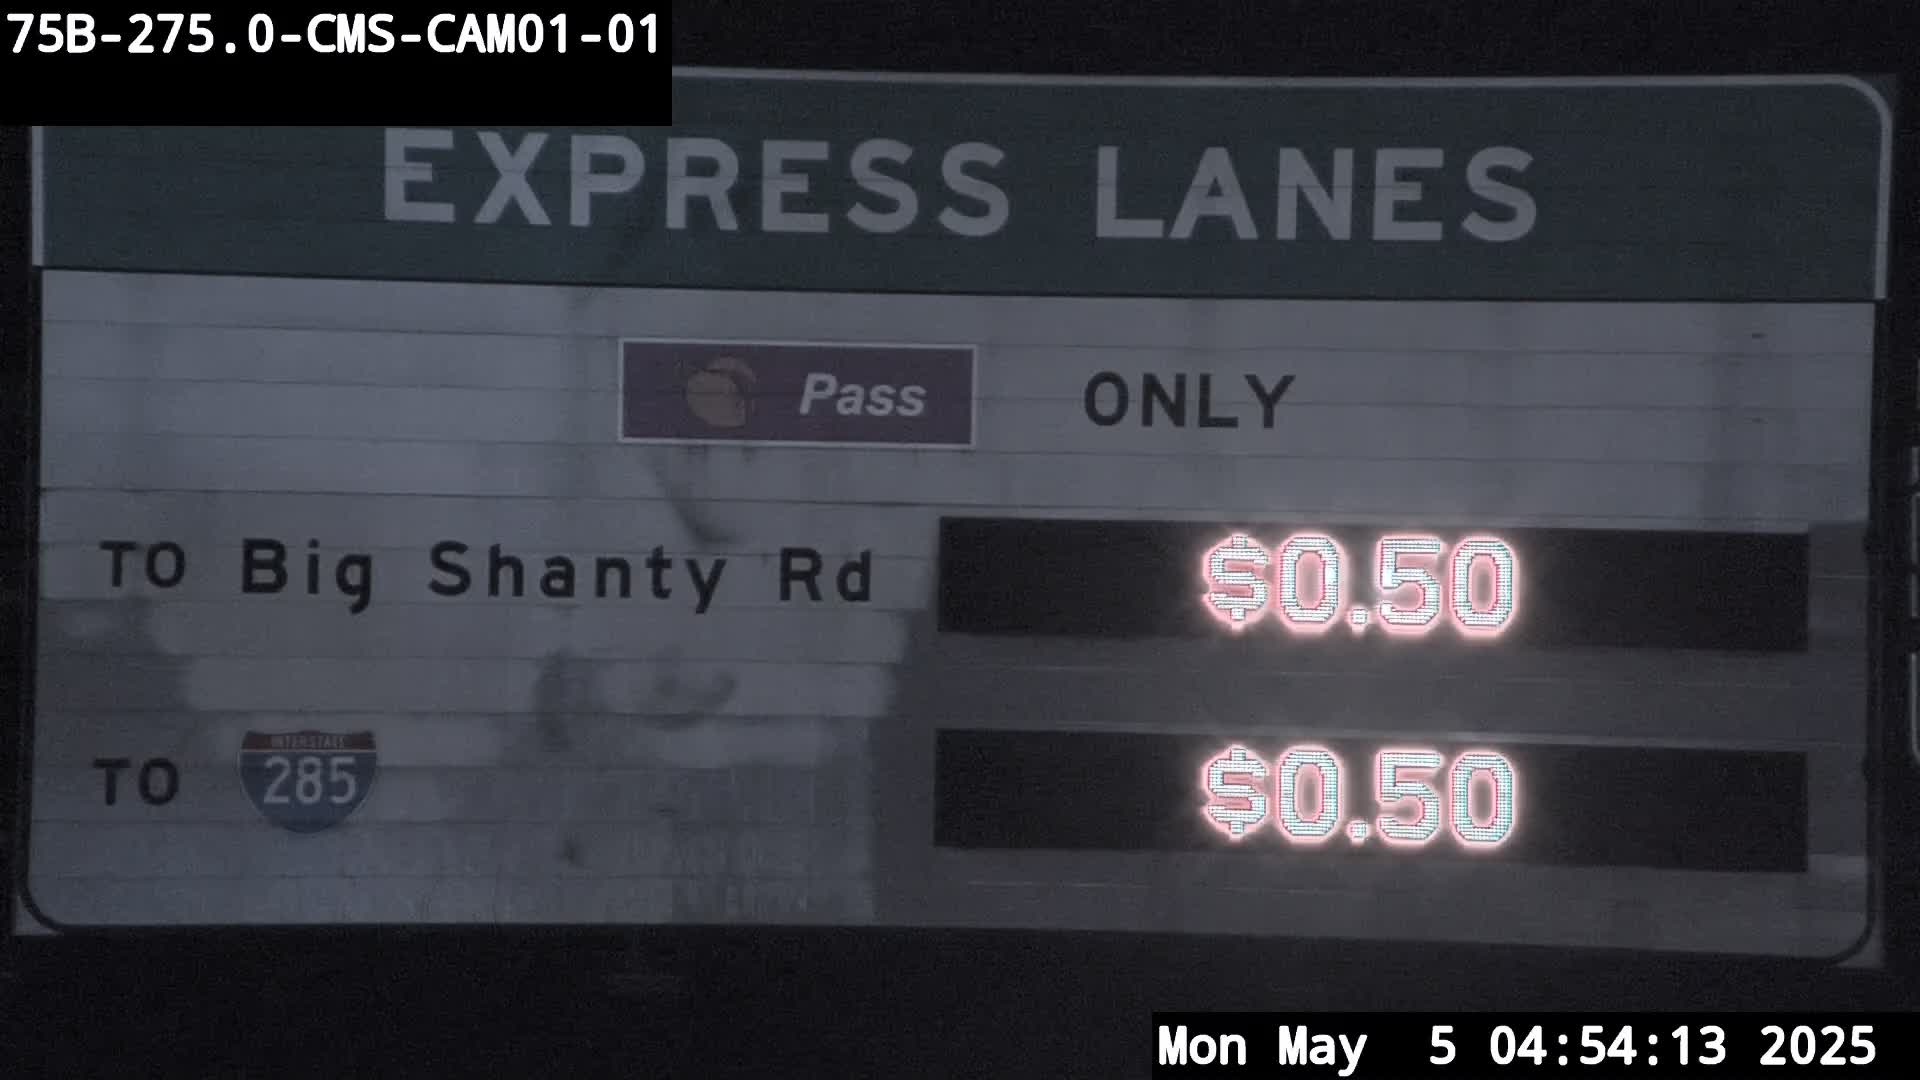 75B-275.0-CMS-CAM01-01
EXPRESS LANES
Pass ONLY
TO Big Shanty Rd $0.50
INTERSTATE
TO 285 $0.50
Mon May 5 04:54:13 2025